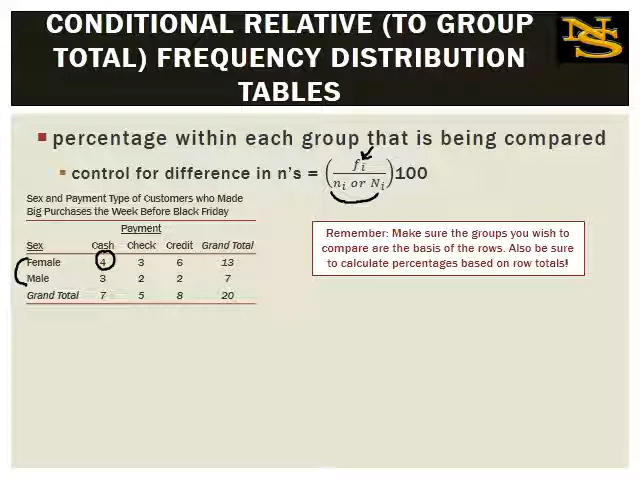 CONDITIONAL RELATIVE (TO GROUP
TOTAL) FREQUENCY DISTRIBUTION
TABLES
NS
percentage within each group that is being compared
control for difference in n's = (fᵢ / nᵢ or Nᵢ)100
Sex and Payment Type of Customers who Made
Big Purchases the Week Before Black Friday
Payment
Sex Cash Check Credit Grand Total
Female 4 3 6 13
Male 3 2 2 7
Grand Total 7 5 8 20
Remember: Make sure the groups you wish to
compare are the basis of the rows. Also be sure
to calculate percentages based on row totals!